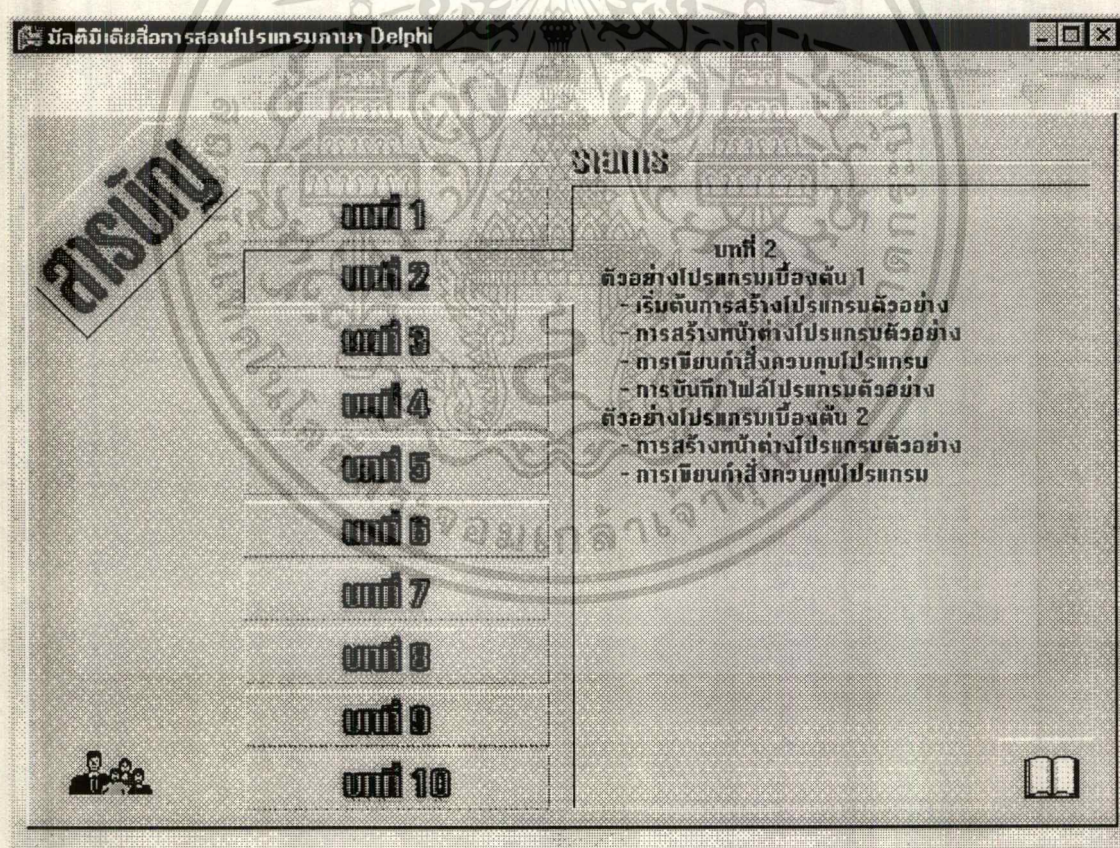 มัลติมิเดียสื่อการสอนโปรแกรมภาษา Delphi
สารบัญ
รายการ
บทที่ 1
บทที่ 2
บทที่ 3
บทที่ 4
บทที่ 5
บทที่ 6
บทที่ 7
บทที่ 8
บทที่ 9
บทที่ 10
บทที่ 2
ตัวอย่างโปรแกรมเบื้องต้น 1
- เริ่มต้นการสร้างโปรแกรมตัวอย่าง
- การสร้างหน้าต่างโปรแกรมตัวอย่าง
- การเขียนคำสั่งควบคุมโปรแกรม
- การบันทึกไฟล์โปรแกรมตัวอย่าง
ตัวอย่างโปรแกรมเบื้องต้น 2
- การสร้างหน้าต่างโปรแกรมตัวอย่าง
- การเขียนคำสั่งควบคุมโปรแกรม